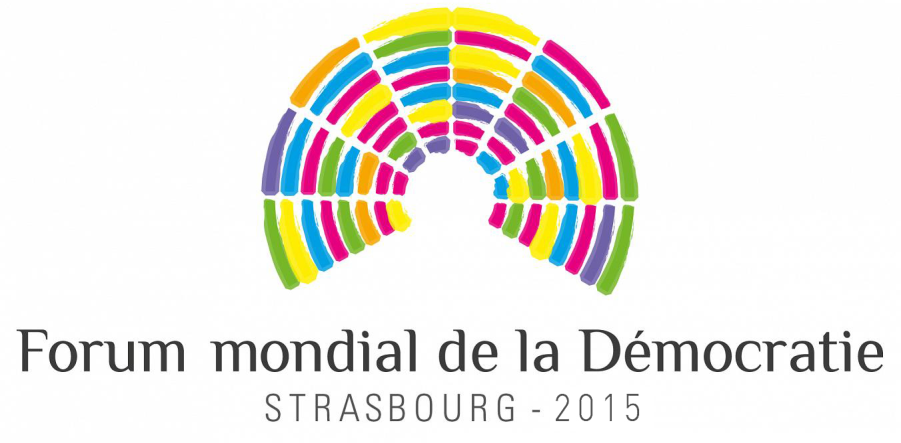 Forum mondial de la Démocratie
STRASBOURG - 2015